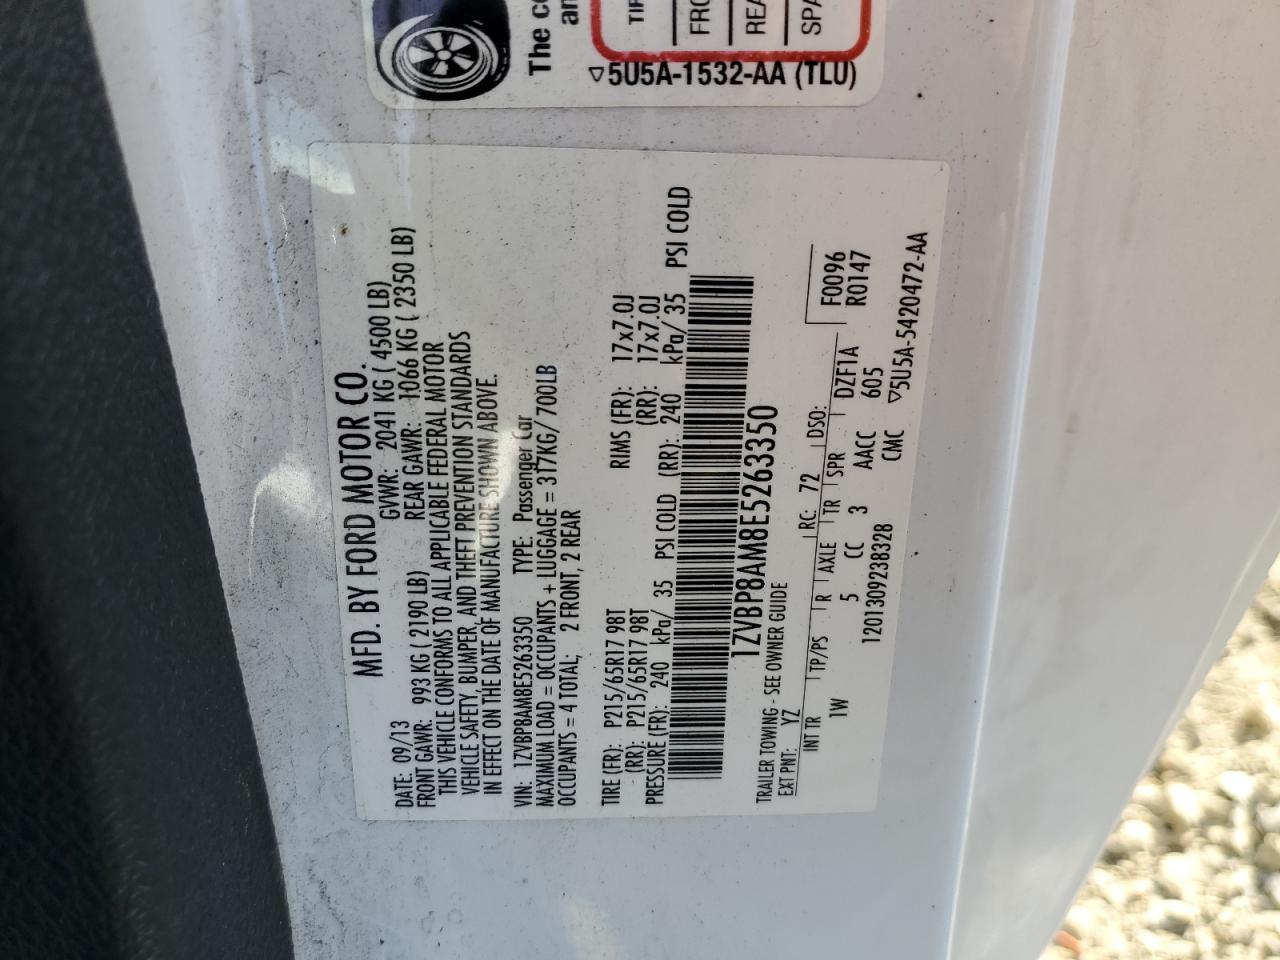 The co
an
TIR
FRO
REA
SPA
▽5U5A-1532-AA (TLU)
MFD. BY FORD MOTOR CO.
DATE: 09/13 GVWR: 2041 KG ( 4500 LB)
FRONT GAWR: 993 KG ( 2190 LB) REAR GAWR: 1066 KG ( 2350 LB)
THIS VEHICLE CONFORMS TO ALL APPLICABLE FEDERAL MOTOR
VEHICLE SAFETY, BUMPER, AND THEFT PREVENTION STANDARDS
IN EFFECT ON THE DATE OF MANUFACTURE SHOWN ABOVE.
VIN: 1ZVBP8AM8E5263350 TYPE: Passenger Car
MAXIMUM LOAD = OCCUPANTS + LUGGAGE = 317KG/700LB
OCCUPANTS = 4 TOTAL; 2 FRONT, 2 REAR
TIRE (FR): P215/65R17 98T RIMS (FR): 17x7.0J
(RR): P215/65R17 98T (RR): 17x7.0J
PRESSURE (FR): 240 kPa/ 35 PSI COLD (RR): 240 kPa/ 35 PSI COLD
1ZVBP8AM8E5263350
TRAILER TOWING - SEE OWNER GUIDE
EXT PNT: YZ RC: 72 DSO: F0096
INT TR TP/PS R AXLE TR SPR R0147
1W 5 CC 3 AACC DZF1A
605
1201309238328 CMC ▽5U5A-5420472-AA